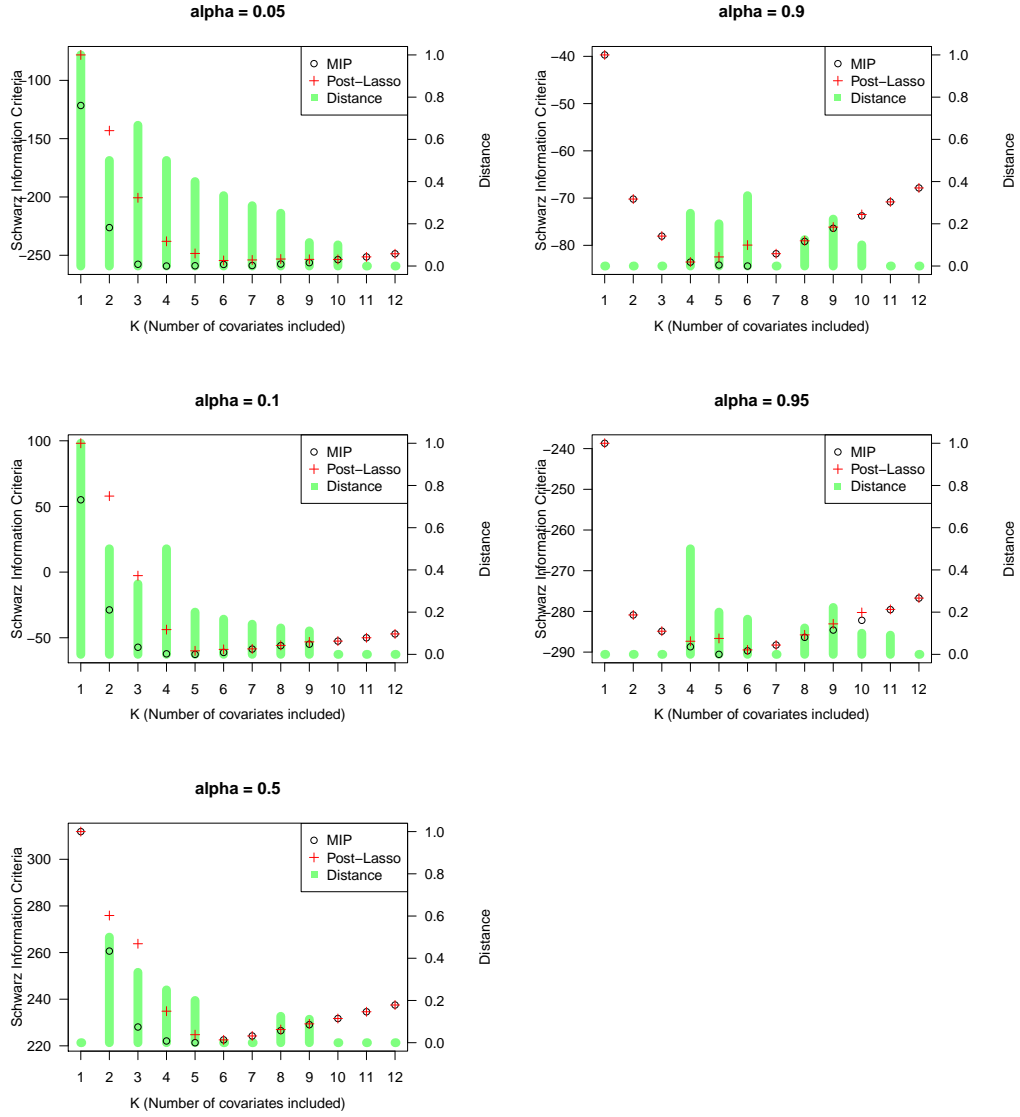 alpha = 0.05
Schwarz Information Criteria
−100
−150
−200
−250
MIP
Post−Lasso
Distance
1.0
0.8
0.6
0.4
0.2
0.0
Distance
1 2 3 4 5 6 7 8 9 10 11 12
K (Number of covariates included)
alpha = 0.9
Schwarz Information Criteria
−40
−50
−60
−70
−80
MIP
Post−Lasso
Distance
1.0
0.8
0.6
0.4
0.2
0.0
Distance
1 2 3 4 5 6 7 8 9 10 11 12
K (Number of covariates included)
alpha = 0.1
Schwarz Information Criteria
100
50
0
−50
MIP
Post−Lasso
Distance
1.0
0.8
0.6
0.4
0.2
0.0
Distance
1 2 3 4 5 6 7 8 9 10 11 12
K (Number of covariates included)
alpha = 0.95
Schwarz Information Criteria
−240
−250
−260
−270
−280
−290
MIP
Post−Lasso
Distance
1.0
0.8
0.6
0.4
0.2
0.0
Distance
1 2 3 4 5 6 7 8 9 10 11 12
K (Number of covariates included)
alpha = 0.5
Schwarz Information Criteria
300
280
260
240
220
MIP
Post−Lasso
Distance
1.0
0.8
0.6
0.4
0.2
0.0
Distance
1 2 3 4 5 6 7 8 9 10 11 12
K (Number of covariates included)